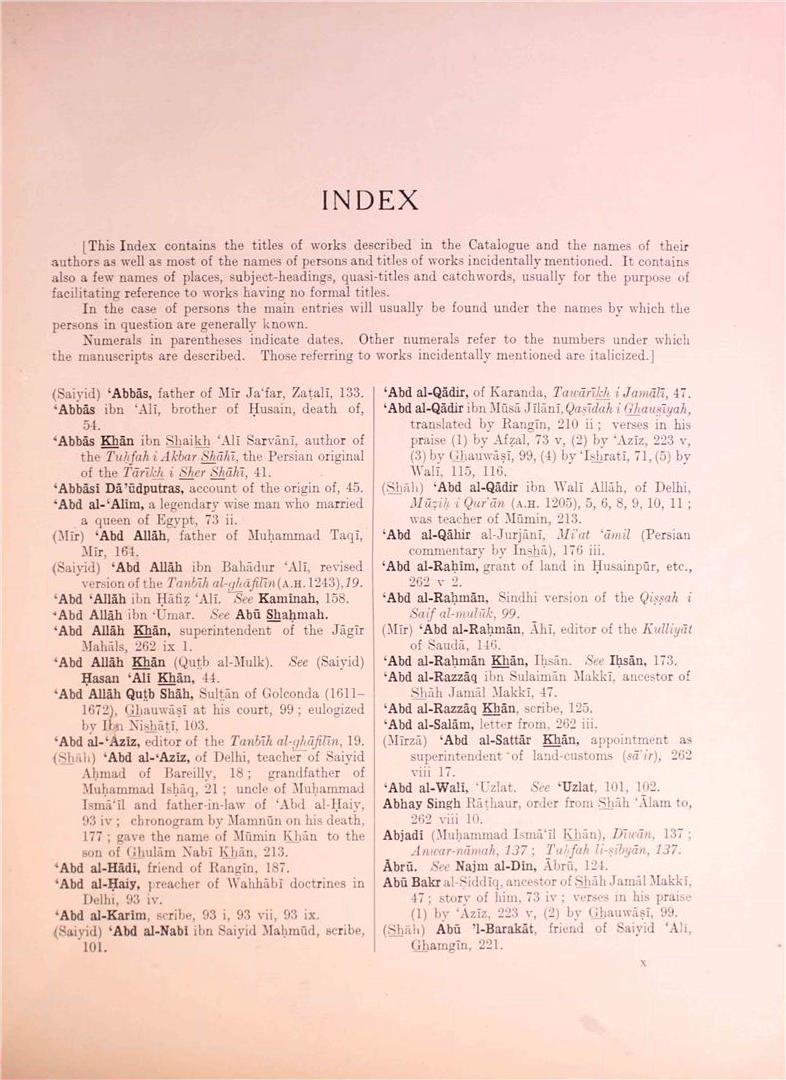 INDEX
[This Index contains the titles of works described in the Catalogue and the names of their
authors as well as most of the names of persons and titles of works incidentally mentioned. It contains
also a few names of places, subject-headings, quasi-titles and catchwords, usually for the purpose of
facilitating reference to works having no formal titles.
In the case of persons the main entries will usually be found under the names by which the
persons in question are generally known.
Numerals in parentheses indicate dates. Other numerals refer to the numbers under which
the manuscripts are described. Those referring to works incidentally mentioned are italicized.]
(Saiyid) ‘Abbās, father of Mīr Ja‘far, Zaṭalī, 133.
‘Abbās ibn ‘Alī, brother of Ḥusain, death of,
54.
‘Abbās Khān ibn Shaikh ‘Alī Sarvānī, author of
the Tuḥfah i Akbar Shāhī, the Persian original
of the Tārīkh i Sher Shāhī, 41.
‘Abbāsī Dā’ūdputras, account of the origin of, 45.
‘Abd al-‘Alīm, a legendary wise man who married
a queen of Egypt, 73 ii.
(Mīr) ‘Abd Allāh, father of Muḥammad Taqī,
Mīr, 164.
(Saiyid) ‘Abd Allāh ibn Bahādur ‘Alī, revised
version of the Tanbīh al-ghāfilīn (A.H. 1243), 19.
‘Abd ‘Allāh ibn Ḥāfiẓ ‘Alī. See Kamīnah, 158.
‘Abd Allāh ibn ‘Umar. See Abū Shaḥmah.
‘Abd Allāh Khān, superintendent of the Jāgīr
Maḥāls, 262 ix 1.
‘Abd Allāh Khān (Quṭb al-Mulk). See (Saiyid)
Ḥasan ‘Alī Khān, 44.
‘Abd Allāh Quṭb Shāh, Sulṭān of Golconda (1611–
1672), Ghauwāṣī at his court, 99 ; eulogized
by Ibn Nishāṭī, 103.
‘Abd al-‘Azīz, editor of the Tanbīh al-ghāfilīn, 19.
(Shāh) ‘Abd al-‘Azīz, of Delhi, teacher of Saiyid
Aḥmad of Bareilly, 18 ; grandfather of
Muḥammad Isḥāq, 21 ; uncle of Muḥammad
Ismā‘īl and father-in-law of ‘Abd al-Ḥaiy,
93 iv ; chronogram by Mamnūn on his death,
177 ; gave the name of Mūmin Khān to the
son of Ghulām Nabī Khān, 213.
‘Abd al-Hādī, friend of Rangīn, 187.
‘Abd al-Ḥaiy, preacher of Wahhābī doctrines in
Delhi, 93 iv.
‘Abd al-Karīm, scribe, 93 i, 93 vii, 93 ix.
(Saiyid) ‘Abd al-Nabī ibn Saiyid Maḥmūd, scribe,
101.
‘Abd al-Qādir, of Karanda, Tawārīkh i Jamālī, 47.
‘Abd al-Qādir ibn Mūsā Jīlānī, Qaṣīdah i Ghausīyah,
translated by Rangīn, 210 ii ; verses in his
praise (1) by Afẓal, 73 v, (2) by ‘Azīz, 223 v,
(3) by Ghauwāṣī, 99, (4) by ‘Ishratī, 71, (5) by
Walī, 115, 116.
(Shāh) ‘Abd al-Qādir ibn Walī Allāh, of Delhi,
Mūẓiḥ i Qur’ān (A.H. 1205), 5, 6, 8, 9, 10, 11 ;
was teacher of Mūmin, 213.
‘Abd al-Qāhir al-Jurjānī, Mi’at ‘āmil (Persian
commentary by Inshā), 176 iii.
‘Abd al-Raḥīm, grant of land in Ḥusainpūr, etc.,
262 v 2.
‘Abd al-Raḥmān, Sindhi version of the Qiṣṣah i
Saif al-mulūk, 99.
(Mīr) ‘Abd al-Raḥmān, Āhī, editor of the Kulliyāt
of Saudā, 146.
‘Abd al-Raḥmān Khān, Iḥsān. See Iḥsān, 173.
‘Abd al-Razzāq ibn Sulaimān Makkī, ancestor of
Shāh Jamāl Makkī, 47.
‘Abd al-Razzāq Khān, scribe, 125.
‘Abd al-Salām, letter from, 262 iii.
(Mīrzā) ‘Abd al-Sattār Khān, appointment as
superintendent of land-customs (sā’ir), 262
viii 17.
‘Abd al-Walī, ‘Uzlat. See ‘Uzlat, 101, 102.
Abhay Singh Rāṭhaur, order from Shāh ‘Ālam to,
262 viii 10.
Abjadī (Muḥammad Ismā‘īl Khān), Dīwān, 137 ;
Anwar-nāmah, 137 ; Tuḥfah li-ṣibyān, 137.
Ābrū. See Najm al-Dīn, Ābrū, 124.
Abū Bakr al-Ṣiddīq, ancestor of Shāh Jamāl Makkī,
47 ; story of him, 73 iv ; verses in his praise
(1) by ‘Azīz, 223 v, (2) by Ghauwāṣī, 99.
(Shāh) Abū ’l-Barakāt, friend of Saiyid ‘Alī,
Ghamgīn, 221.
x